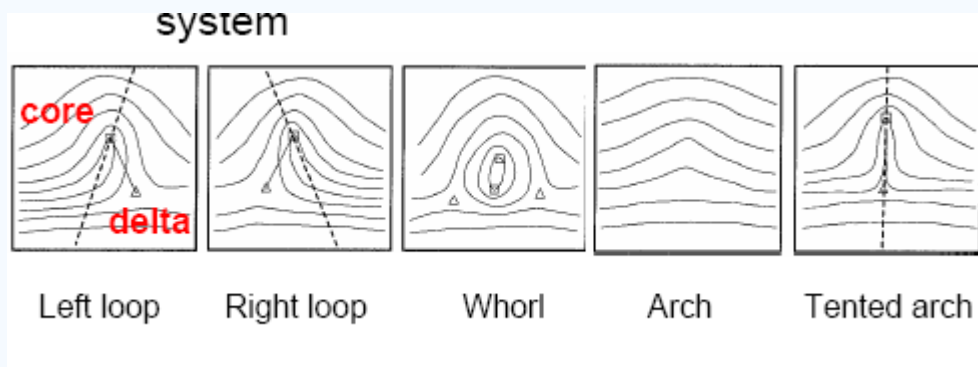 system
core
delta
Left loop
Right loop
Whorl
Arch
Tented arch